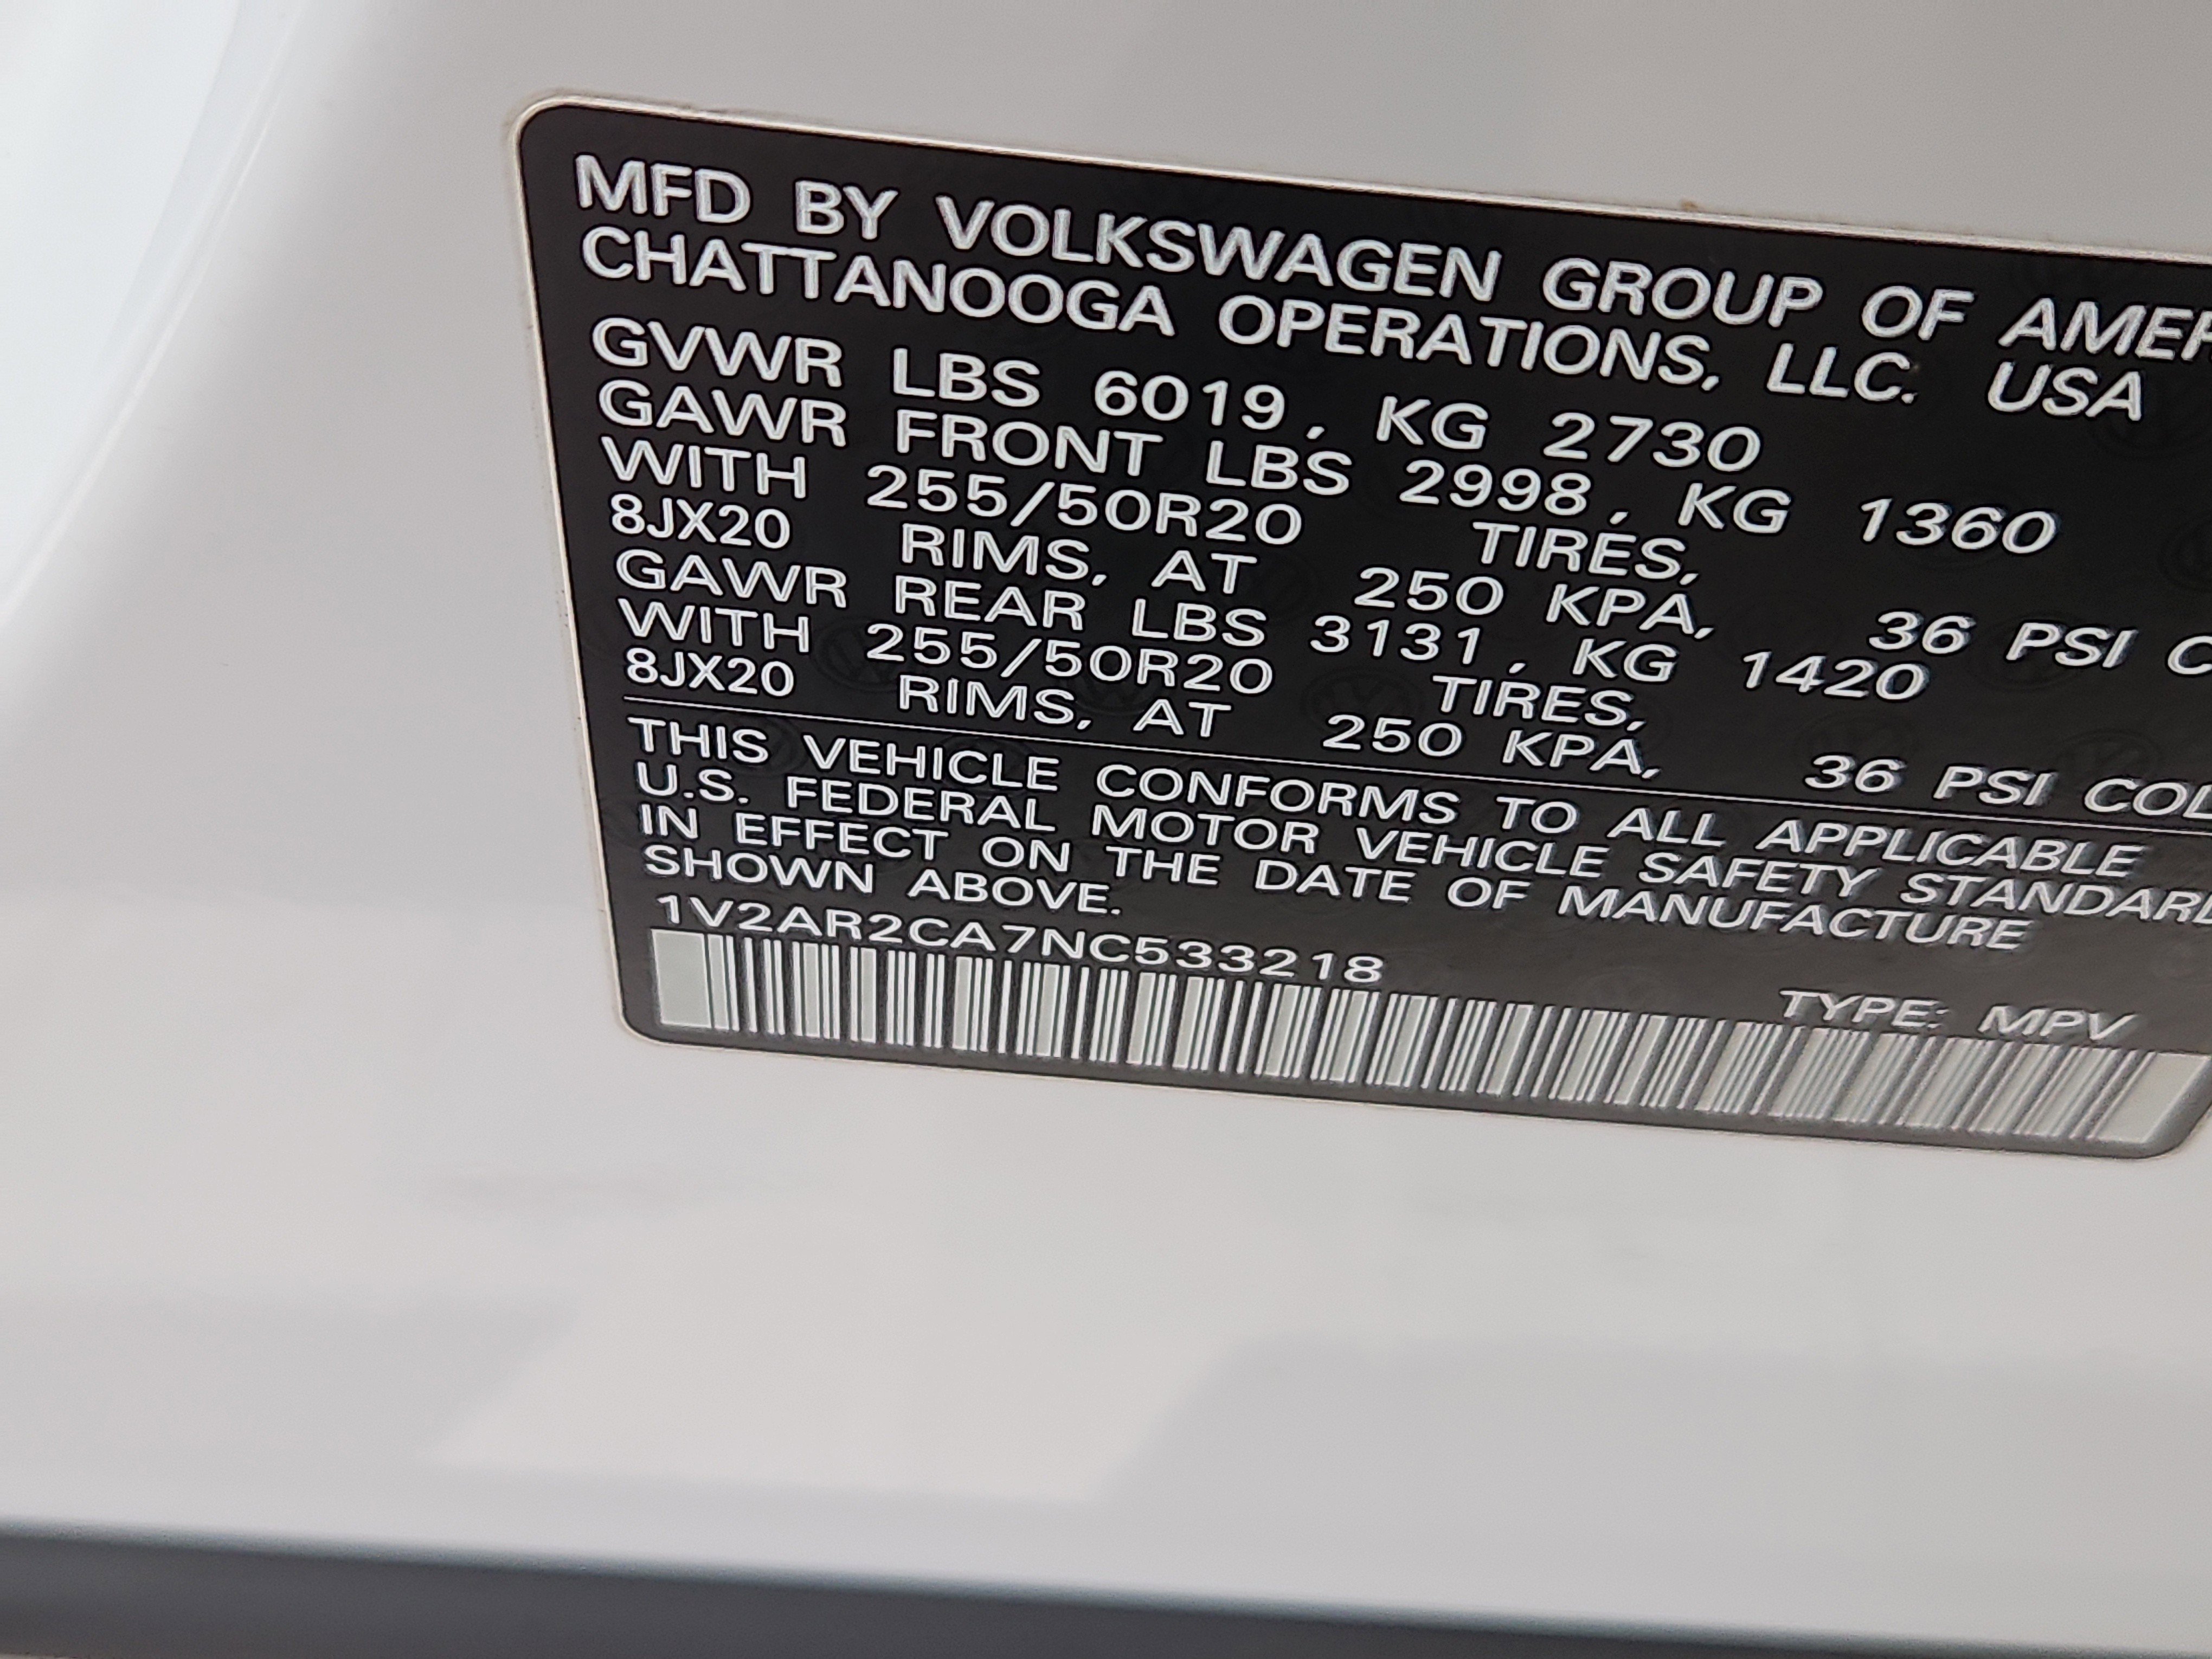 MFD BY VOLKSWAGEN GROUP OF AMER
CHATTANOOGA OPERATIONS, LLC. USA
GVWR LBS 6019, KG 2730
GAWR FRONT LBS 2998, KG 1360
WITH 255/50R20 TIRES,
8JX20 RIMS, AT 250 KPA, 36 PSI C
GAWR REAR LBS 3131, KG 1420
WITH 255/50R20 TIRES,
8JX20 RIMS, AT 250 KPA, 36 PSI COL
THIS VEHICLE CONFORMS TO ALL APPLICABLE
U.S. FEDERAL MOTOR VEHICLE SAFETY STANDARD
IN EFFECT ON THE DATE OF MANUFACTURE
SHOWN ABOVE.
1V2AR2CA7NC533218 TYPE: MPV